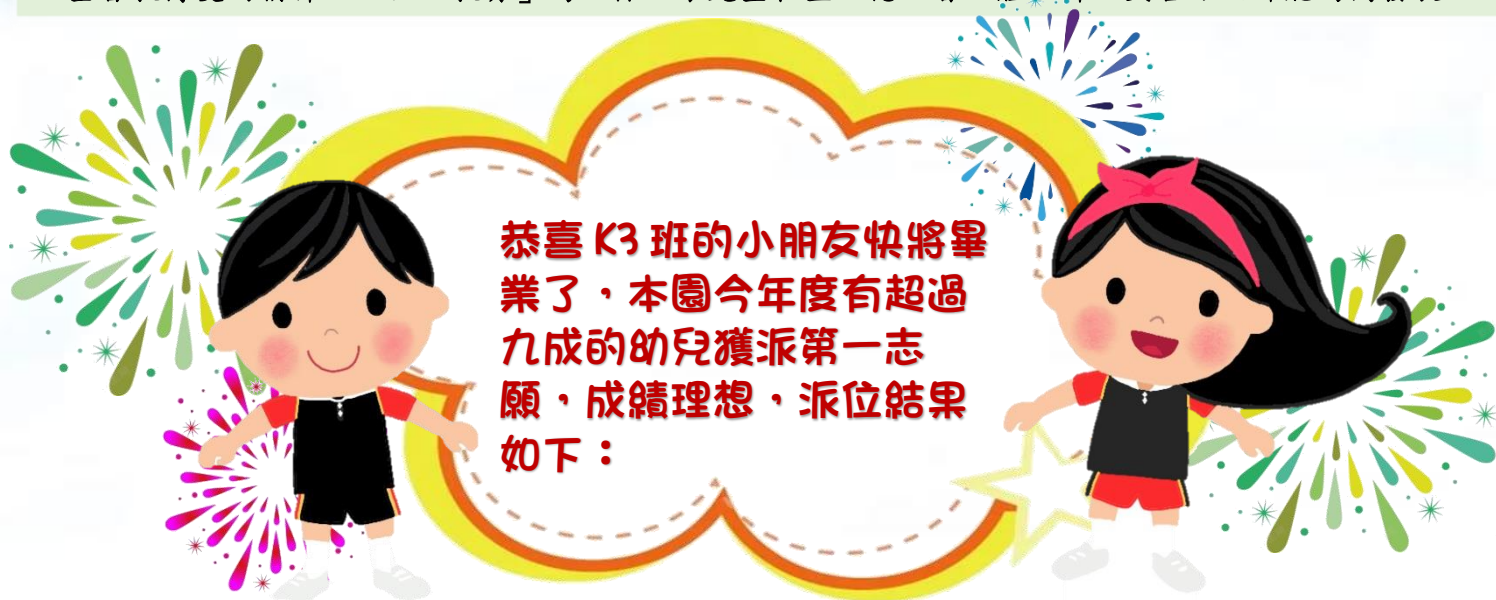 恭喜 K3 班的小朋友快將畢
業了，本園今年度有超過
九成的幼兒獲派第一志
願，成績理想，派位結果
如下：